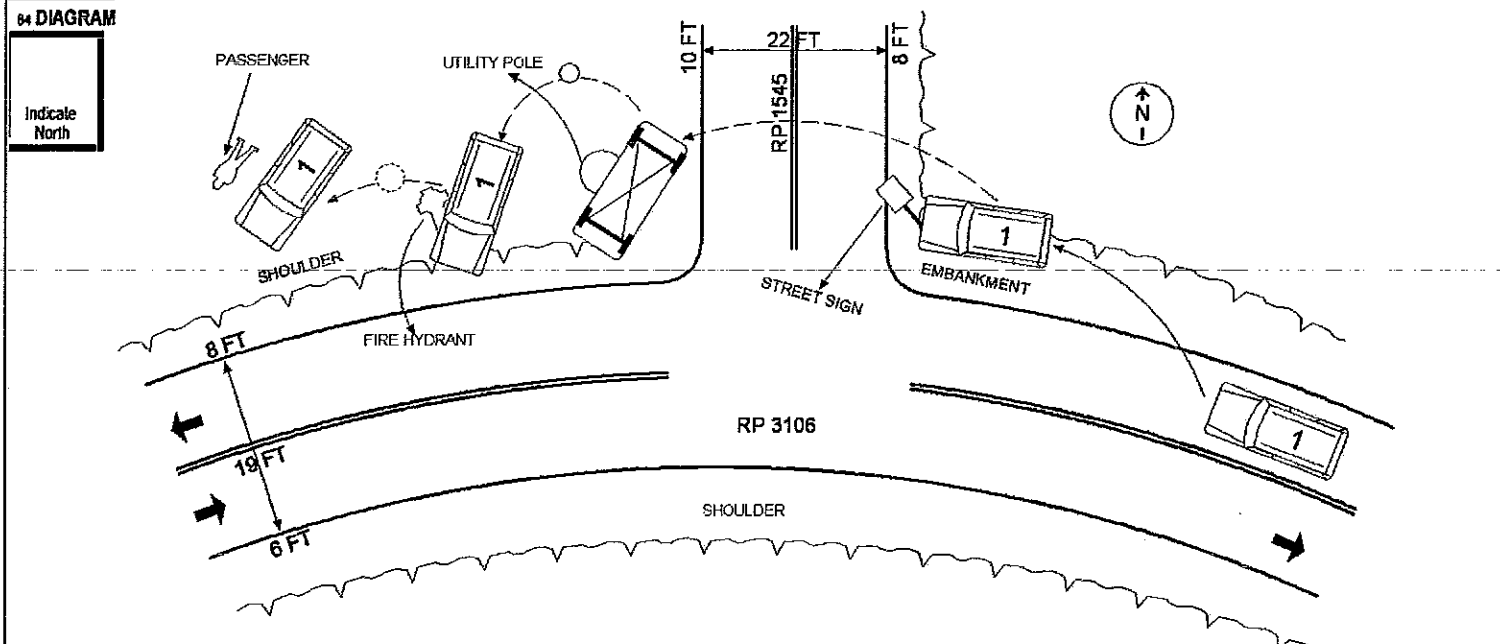 84 DIAGRAM
Indicate
North
PASSENGER
UTILITY POLE
10 FT
22 FT
8 FT
RP 1545
N
1
1
1
1
SHOULDER
STREET SIGN
EMBANKMENT
FIRE HYDRANT
8 FT
19 FT
6 FT
RP 3106
SHOULDER